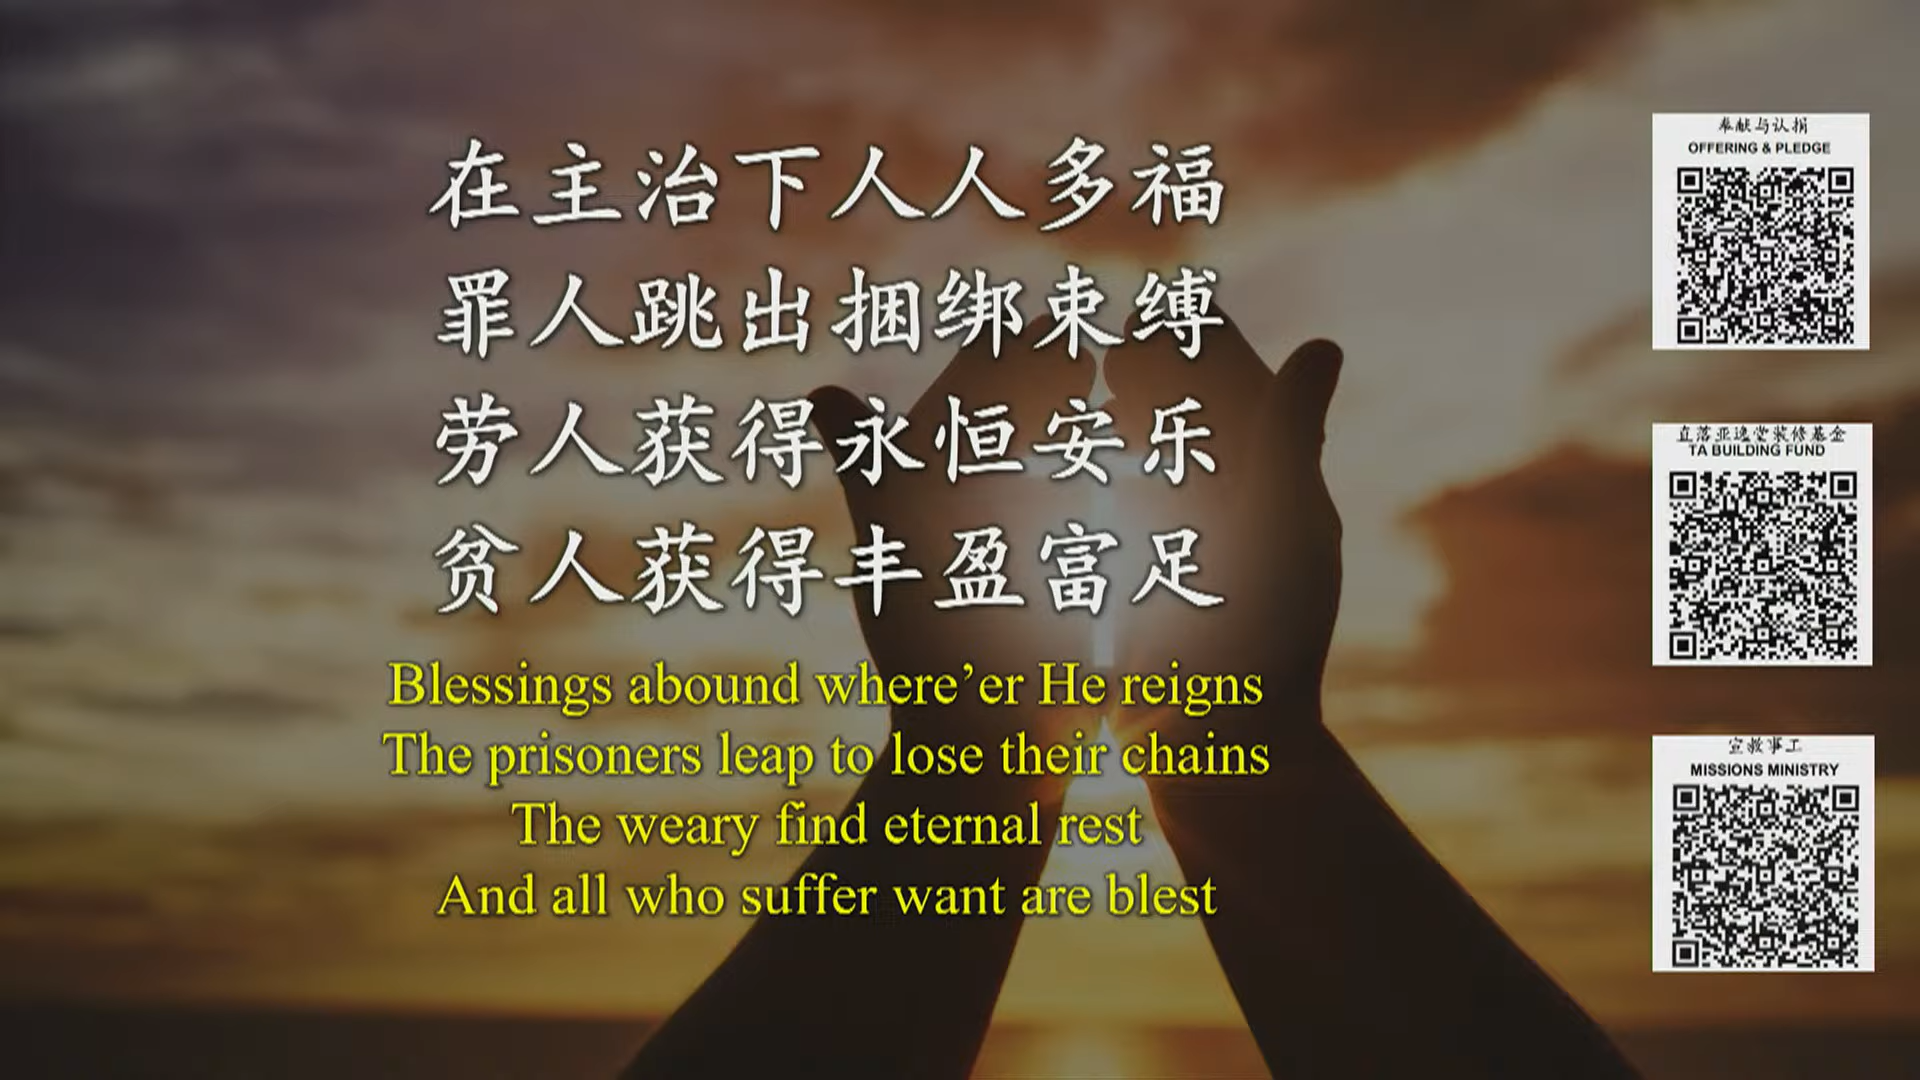 在主治下人人多福
罪人跳出捆绑束缚
劳人获得永恒安乐
贫人获得丰盈富足
Blessings abound where’er He reigns
The prisoners leap to lose their chains
The weary find eternal rest
And all who suffer want are blest
奉献与认捐
OFFERING & PLEDGE
直落亚逸堂装修基金
TA BUILDING FUND
宣教事工
MISSIONS MINISTRY